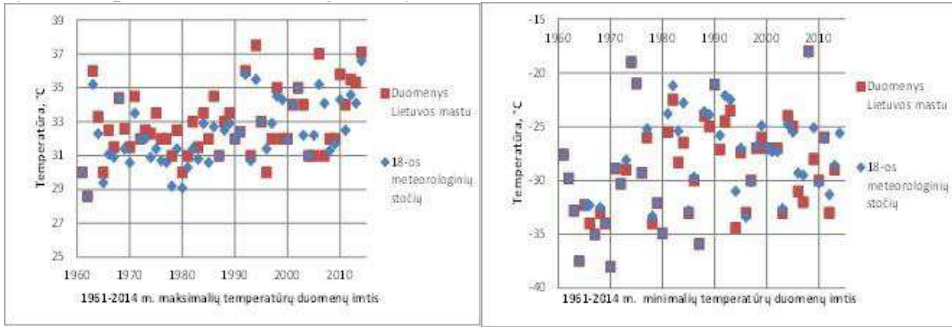 39
37
35
33
31
29
27
25
Temperatūra, °C
1960 1970 1980 1990 2000 2010
1961-2014 m. maksimalių temperatūrų duomenų imtis
Duomenys
Lietuvos mastu
18-os
meteorologinių
stočių
-15
-20
-25
-30
-35
-40
Temperatūra, °C
1960 1970 1980 1990 2000 2010
1961-2014 m. minimalių temperatūrų duomenų imtis
Duomenys
Lietuvos mastu
18-os
meteorologinių
stočių